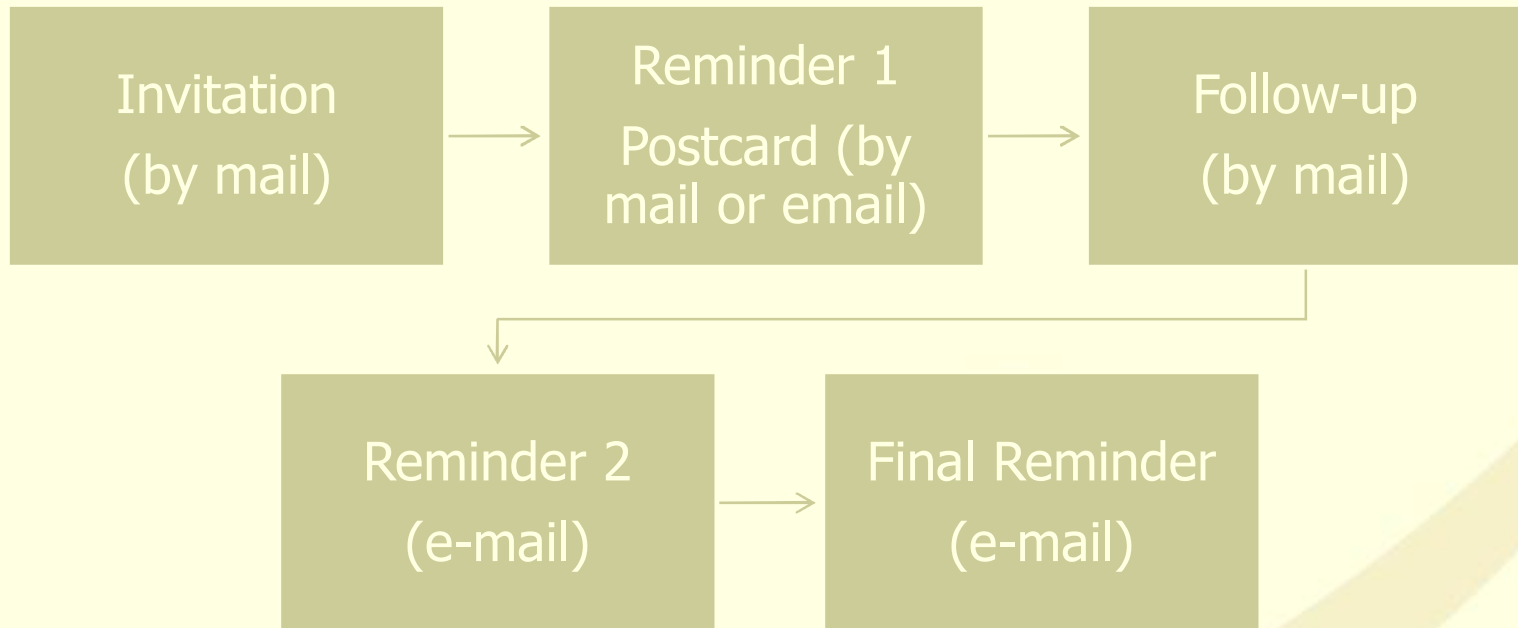 Invitation
(by mail)
Reminder 1
Postcard (by
mail or email)
Follow-up
(by mail)
Reminder 2
(e-mail)
Final Reminder
(e-mail)